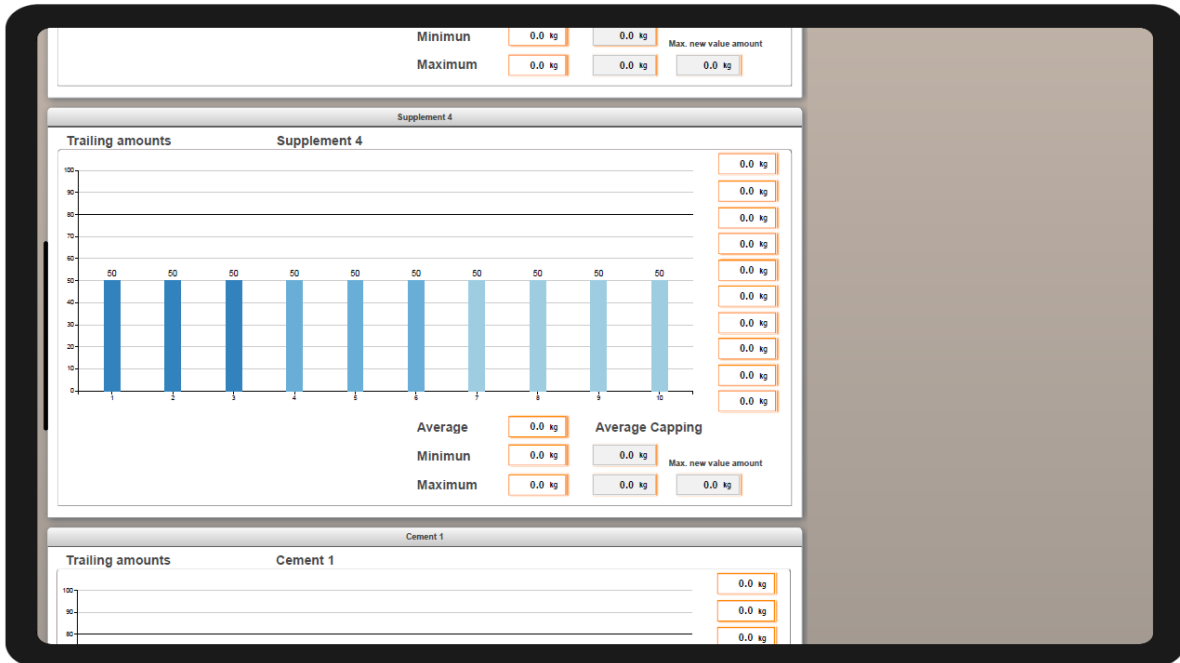 Minimun 0.0 kg 0.0 kg Max. new value amount
Maximum 0.0 kg 0.0 kg 0.0 kg
Supplement 4
Trailing amounts Supplement 4
0.0 kg
100
90 0.0 kg
80 0.0 kg
70 0.0 kg
60
50 50 50 50 50 50 50 50 50 50 0.0 kg
50
40 0.0 kg
30 0.0 kg
20 0.0 kg
10 0.0 kg
0
1 2 3 4 5 6 7 8 9 10
0.0 kg
Average 0.0 kg Average Capping
Minimun 0.0 kg 0.0 kg Max. new value amount
Maximum 0.0 kg 0.0 kg 0.0 kg
Cement 1
Trailing amounts Cement 1
0.0 kg
100
90 0.0 kg
80 0.0 kg